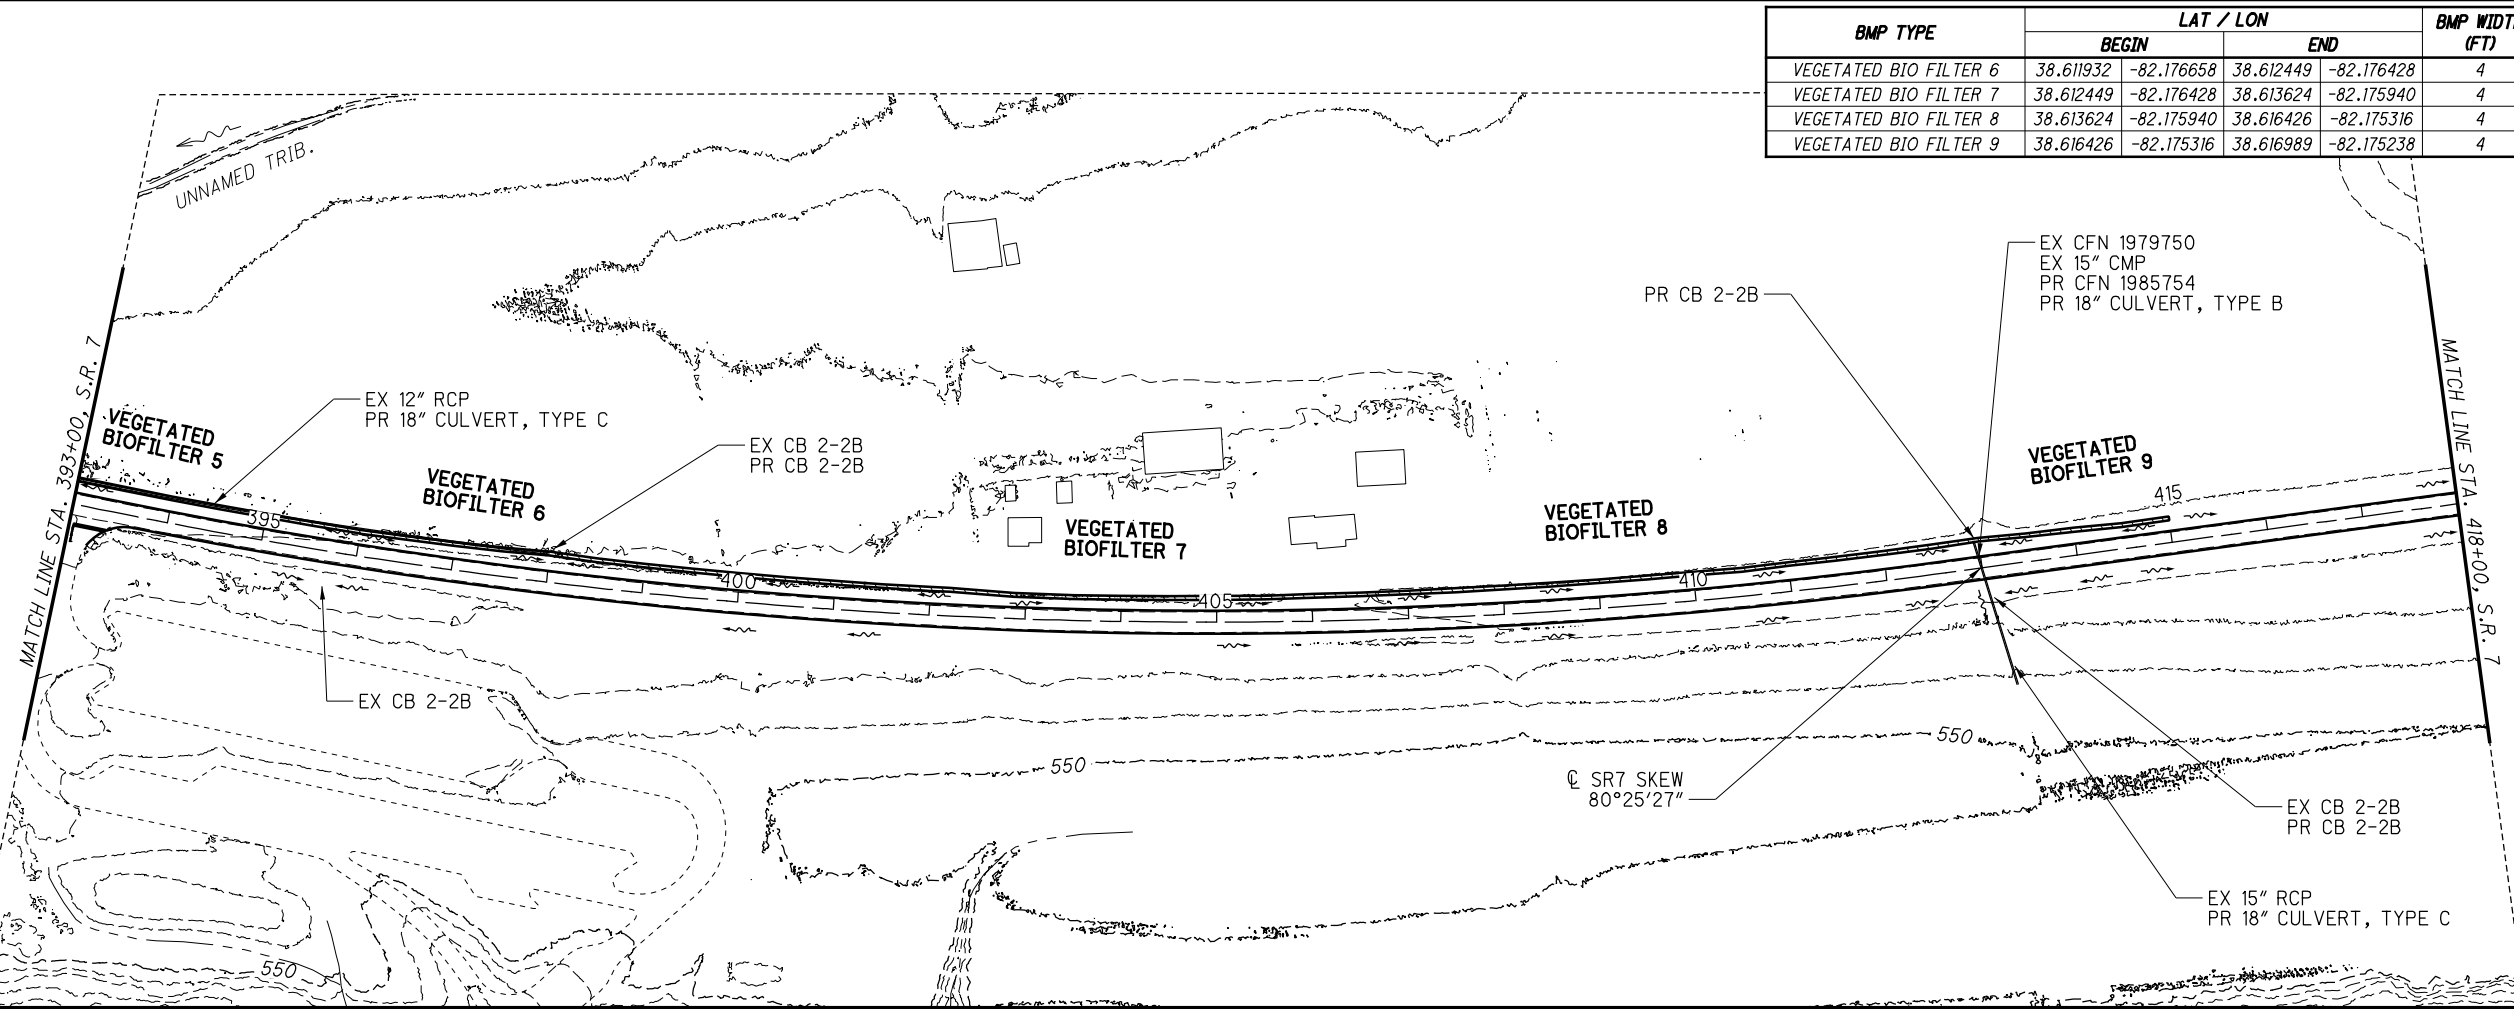 BMP TYPE
LAT / LON
BMP WIDTH
(FT)
BEGIN
END
VEGETATED BIO FILTER 6 38.611932 -82.176658 38.612449 -82.176428 4
VEGETATED BIO FILTER 7 38.612449 -82.176428 38.613624 -82.175940 4
VEGETATED BIO FILTER 8 38.613624 -82.175940 38.616426 -82.175316 4
VEGETATED BIO FILTER 9 38.616426 -82.175316 38.616989 -82.175238 4
UNNAMED TRIB.
EX CFN 1979750
EX 15" CMP
PR CFN 1985754
PR 18" CULVERT, TYPE B
PR CB 2-2B
MATCH LINE STA. 393+00, S.R. 7
MATCH LINE STA. 418+00, S.R. 7
EX 12" RCP
PR 18" CULVERT, TYPE C
VEGETATED
BIOFILTER 5
EX CB 2-2B
PR CB 2-2B
VEGETATED
BIOFILTER 6
VEGETATED
BIOFILTER 7
VEGETATED
BIOFILTER 8
VEGETATED
BIOFILTER 9
395
400
405
410
415
EX CB 2-2B
550
550
℄ SR7 SKEW
80°25'27"
EX CB 2-2B
PR CB 2-2B
EX 15" RCP
PR 18" CULVERT, TYPE C
550